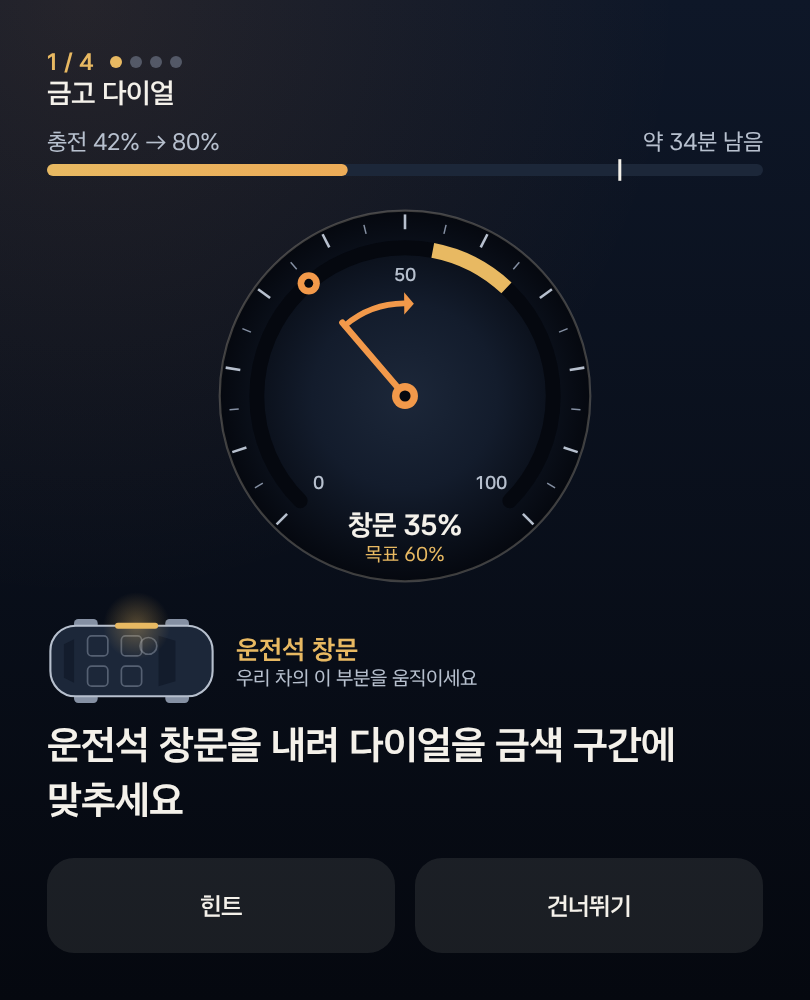 1 / 4
금고 다이얼
충전 42% → 80%
약 34분 남음
50
0
100
창문 35%
목표 60%
운전석 창문
우리 차의 이 부분을 움직이세요
운전석 창문을 내려 다이얼을 금색 구간에
맞추세요
힌트
건너뛰기